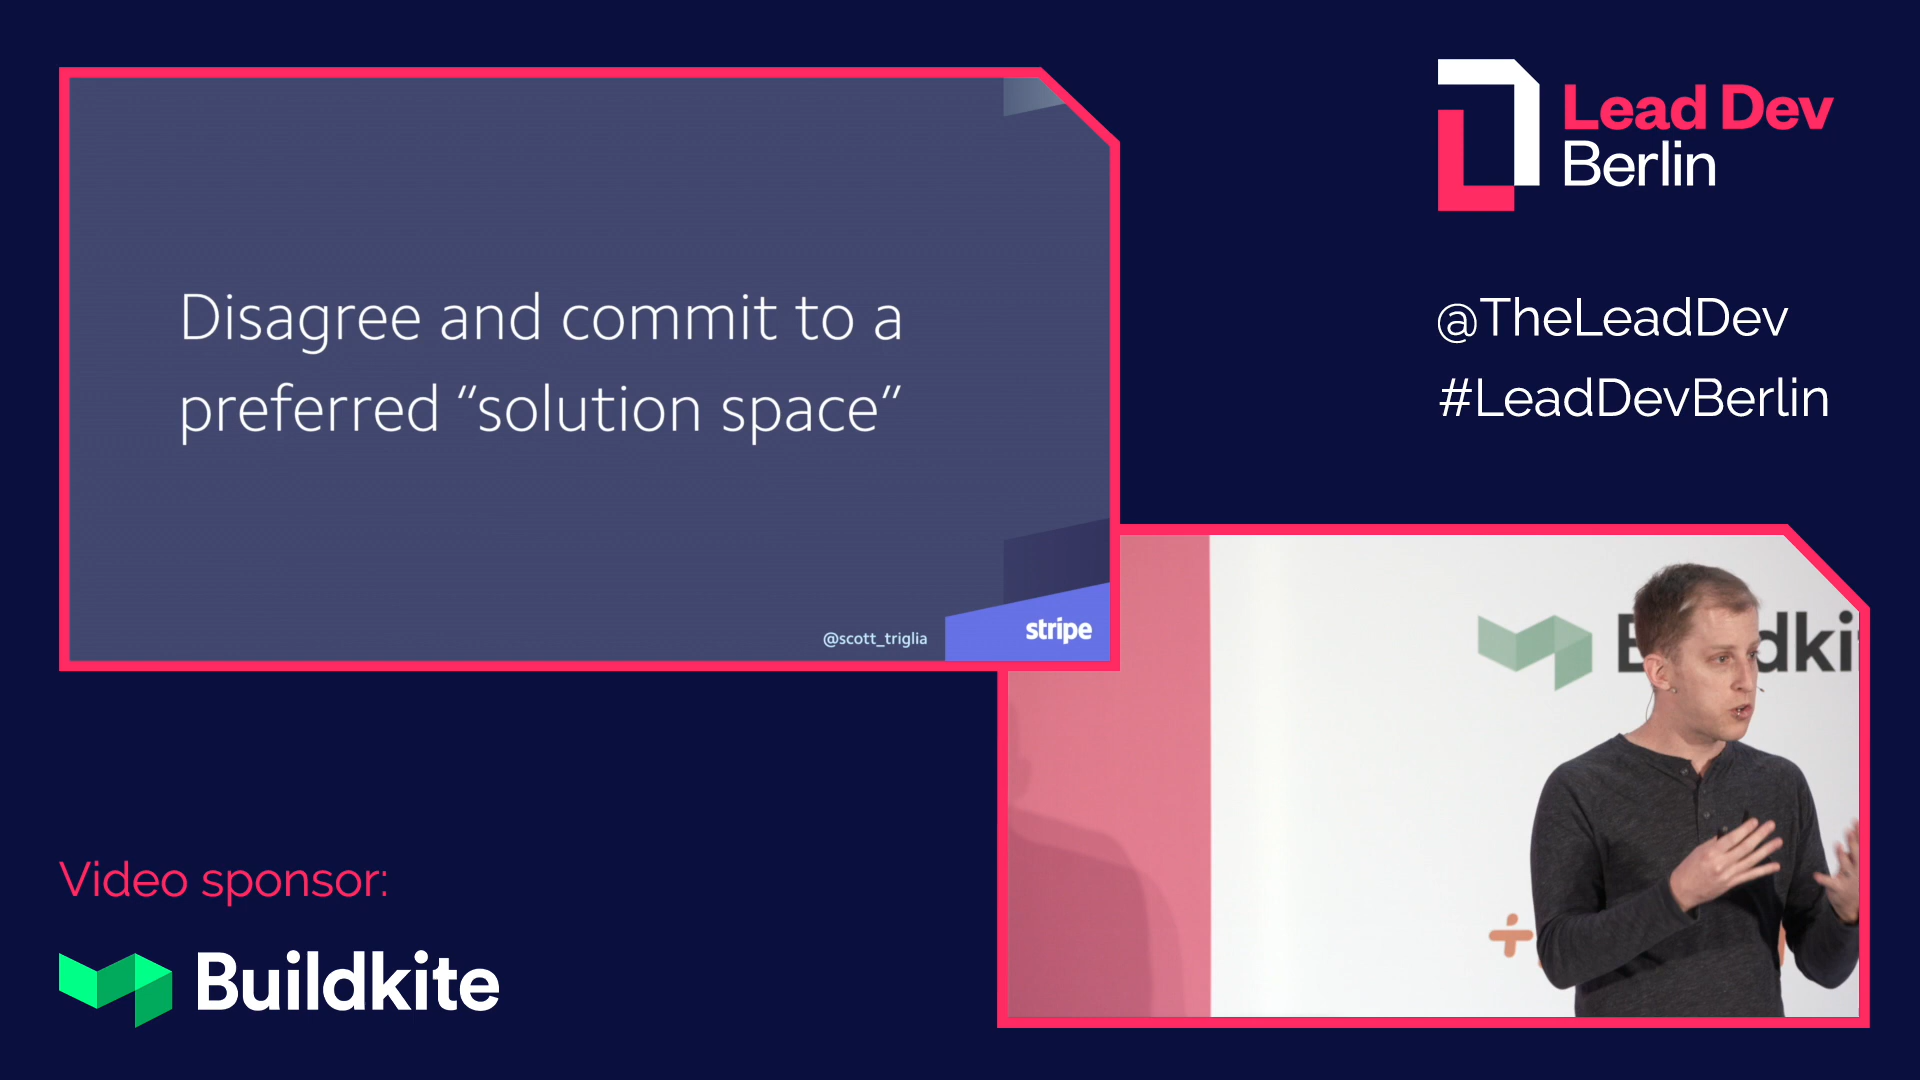 Disagree and commit to a
preferred “solution space”
@scott_triglia
stripe
Lead Dev
Berlin
@TheLeadDev
#LeadDevBerlin
Video sponsor:
Buildkite